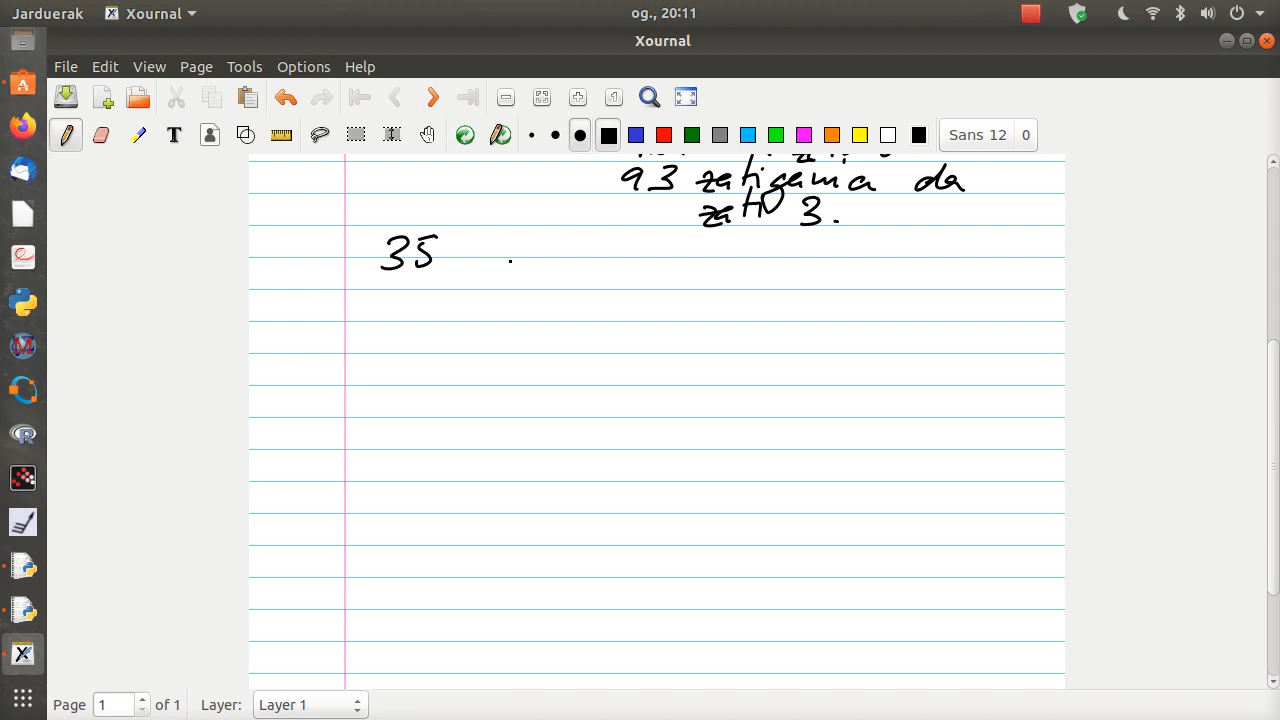 Jarduerak Xournal og., 20:11
Xournal
File Edit View Page Tools Options Help
Sans 12 0
93 zatigarria da
zati 3.
35 .
Page 1 of 1 Layer: Layer 1